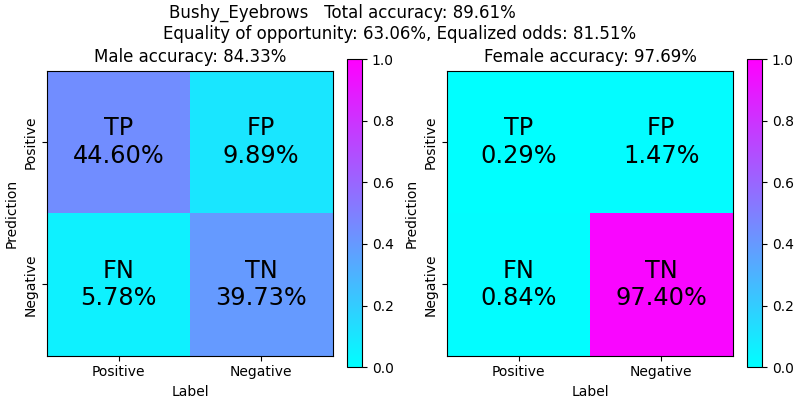 Bushy_Eyebrows   Total accuracy: 89.61%
Equality of opportunity: 63.06%, Equalized odds: 81.51%
Male accuracy: 84.33%
Prediction
Positive
Negative
TP
44.60%
FP
9.89%
FN
5.78%
TN
39.73%
Positive
Negative
Label
1.0
0.8
0.6
0.4
0.2
0.0
Female accuracy: 97.69%
Prediction
Positive
Negative
TP
0.29%
FP
1.47%
FN
0.84%
TN
97.40%
Positive
Negative
Label
1.0
0.8
0.6
0.4
0.2
0.0